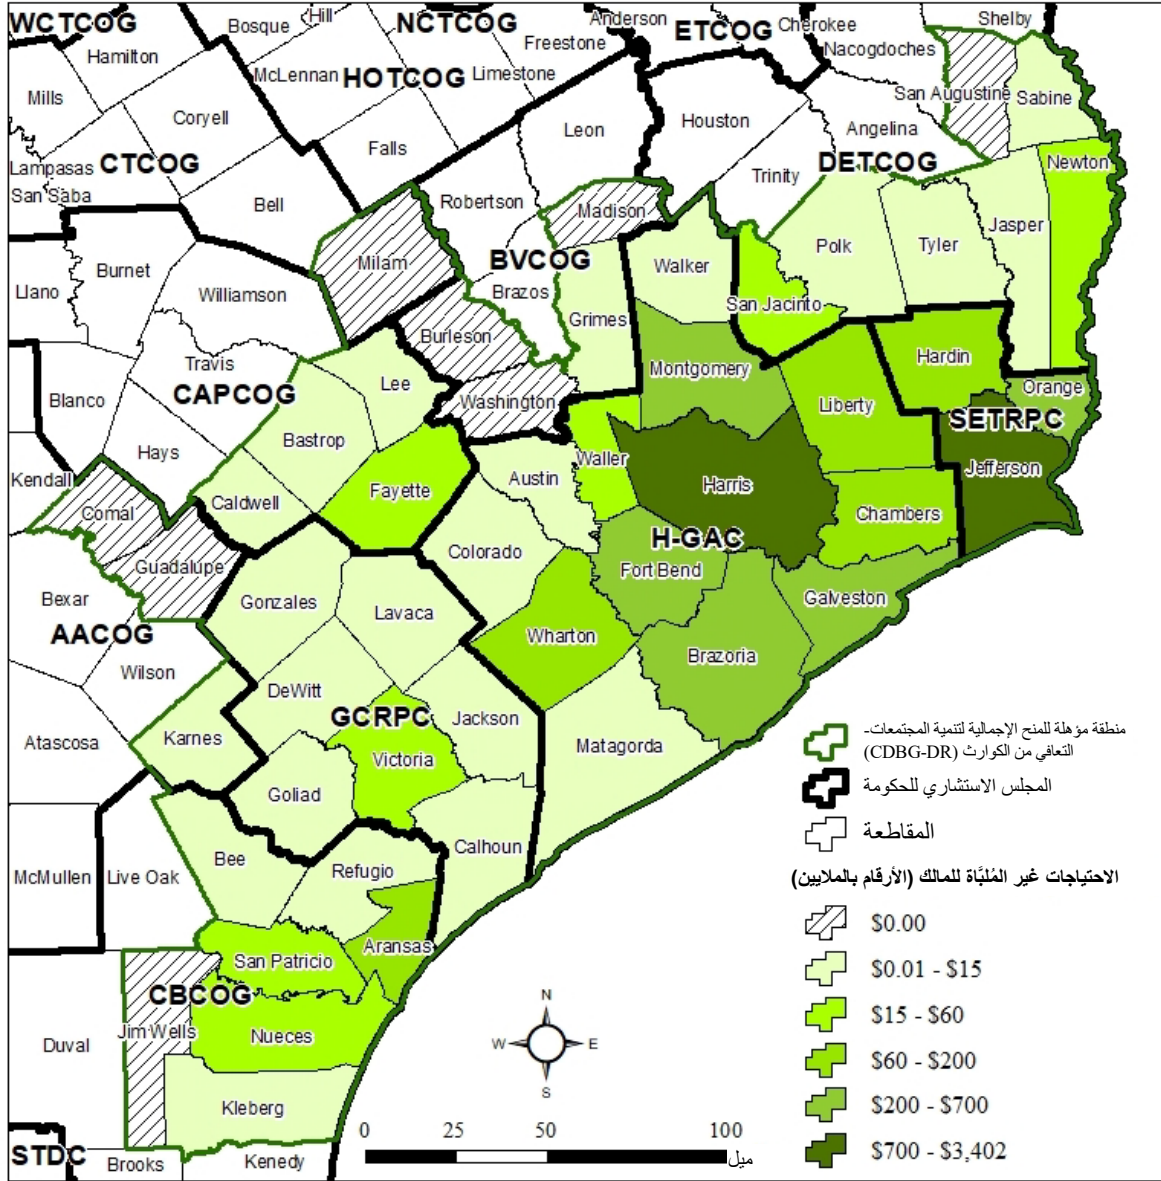 WCTCOG
Bosque
Hill
NCTCOG
Anderson
ETCOG
Cherokee
Shelby
Hamilton
Freestone
Nacogdoches
McLennan
HOTCOG
Limestone
San Augustine
Sabine
Mills
Coryell
Leon
Houston
Angelina
Falls
Lampasas
CTCOG
DETCOG
Newton
San Saba
Bell
Robertson
Madison
Trinity
Jasper
Milam
BVCOG
Walker
Polk
Tyler
Burnet
Llano
Williamson
Brazos
San Jacinto
Grimes
Burleson
Travis
Montgomery
Hardin
Lee
Orange
CAPCOG
Blanco
Washington
Liberty
SETRPC
Bastrop
Hays
Waller
Jefferson
Kendall
Austin
Harris
Fayette
Caldwell
Comal
Chambers
H-GAC
Colorado
Guadalupe
Fort Bend
Bexar
Gonzales
Lavaca
Galveston
AACOG
Wharton
Brazoria
Wilson
DeWitt
GCRPC
Jackson
Karnes
Atascosa
Matagorda
Victoria
Goliad
Calhoun
Bee
Refugio
McMullen
Live Oak
Aransas
San Patricio
CBCOG
Jim Wells
Nueces
Duval
Kleberg
STDC
Brooks
Kenedy
N
W
E
S
0 25 50 100
ميل
منطقة مؤهلة للمنح الإجمالية لتنمية المجتمعات-
التعافي من الكوارث (CDBG-DR)
المجلس الاستشاري للحكومة
المقاطعة
الاحتياجات غير المُلبَّاة للمالك (الأرقام بالملايين)
$0.00
$0.01 - $15
$15 - $60
$60 - $200
$200 - $700
$700 - $3,402